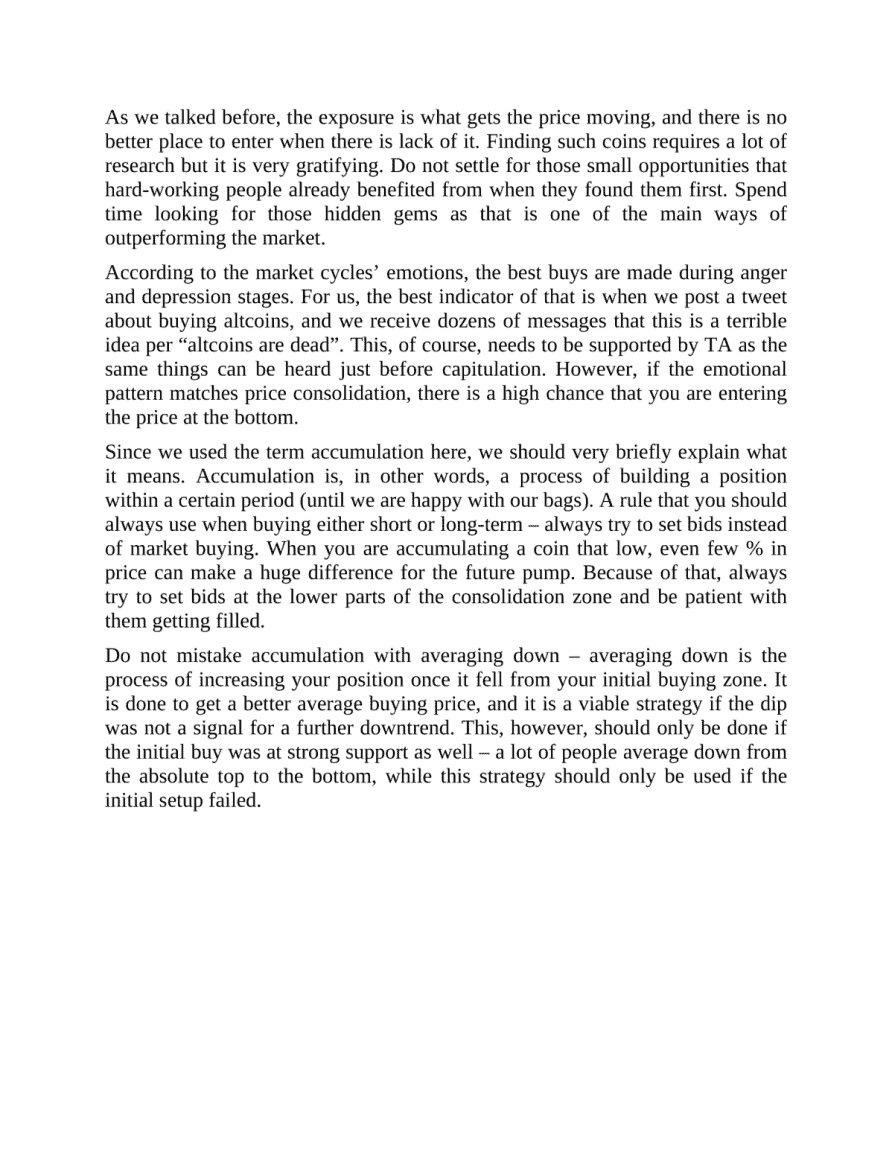 As we talked before, the exposure is what gets the price moving, and there is no
better place to enter when there is lack of it. Finding such coins requires a lot of
research but it is very gratifying. Do not settle for those small opportunities that
hard-working people already benefited from when they found them first. Spend
time looking for those hidden gems as that is one of the main ways of
outperforming the market.
According to the market cycles’ emotions, the best buys are made during anger
and depression stages. For us, the best indicator of that is when we post a tweet
about buying altcoins, and we receive dozens of messages that this is a terrible
idea per “altcoins are dead”. This, of course, needs to be supported by TA as the
same things can be heard just before capitulation. However, if the emotional
pattern matches price consolidation, there is a high chance that you are entering
the price at the bottom.
Since we used the term accumulation here, we should very briefly explain what
it means. Accumulation is, in other words, a process of building a position
within a certain period (until we are happy with our bags). A rule that you should
always use when buying either short or long-term – always try to set bids instead
of market buying. When you are accumulating a coin that low, even few % in
price can make a huge difference for the future pump. Because of that, always
try to set bids at the lower parts of the consolidation zone and be patient with
them getting filled.
Do not mistake accumulation with averaging down – averaging down is the
process of increasing your position once it fell from your initial buying zone. It
is done to get a better average buying price, and it is a viable strategy if the dip
was not a signal for a further downtrend. This, however, should only be done if
the initial buy was at strong support as well – a lot of people average down from
the absolute top to the bottom, while this strategy should only be used if the
initial setup failed.